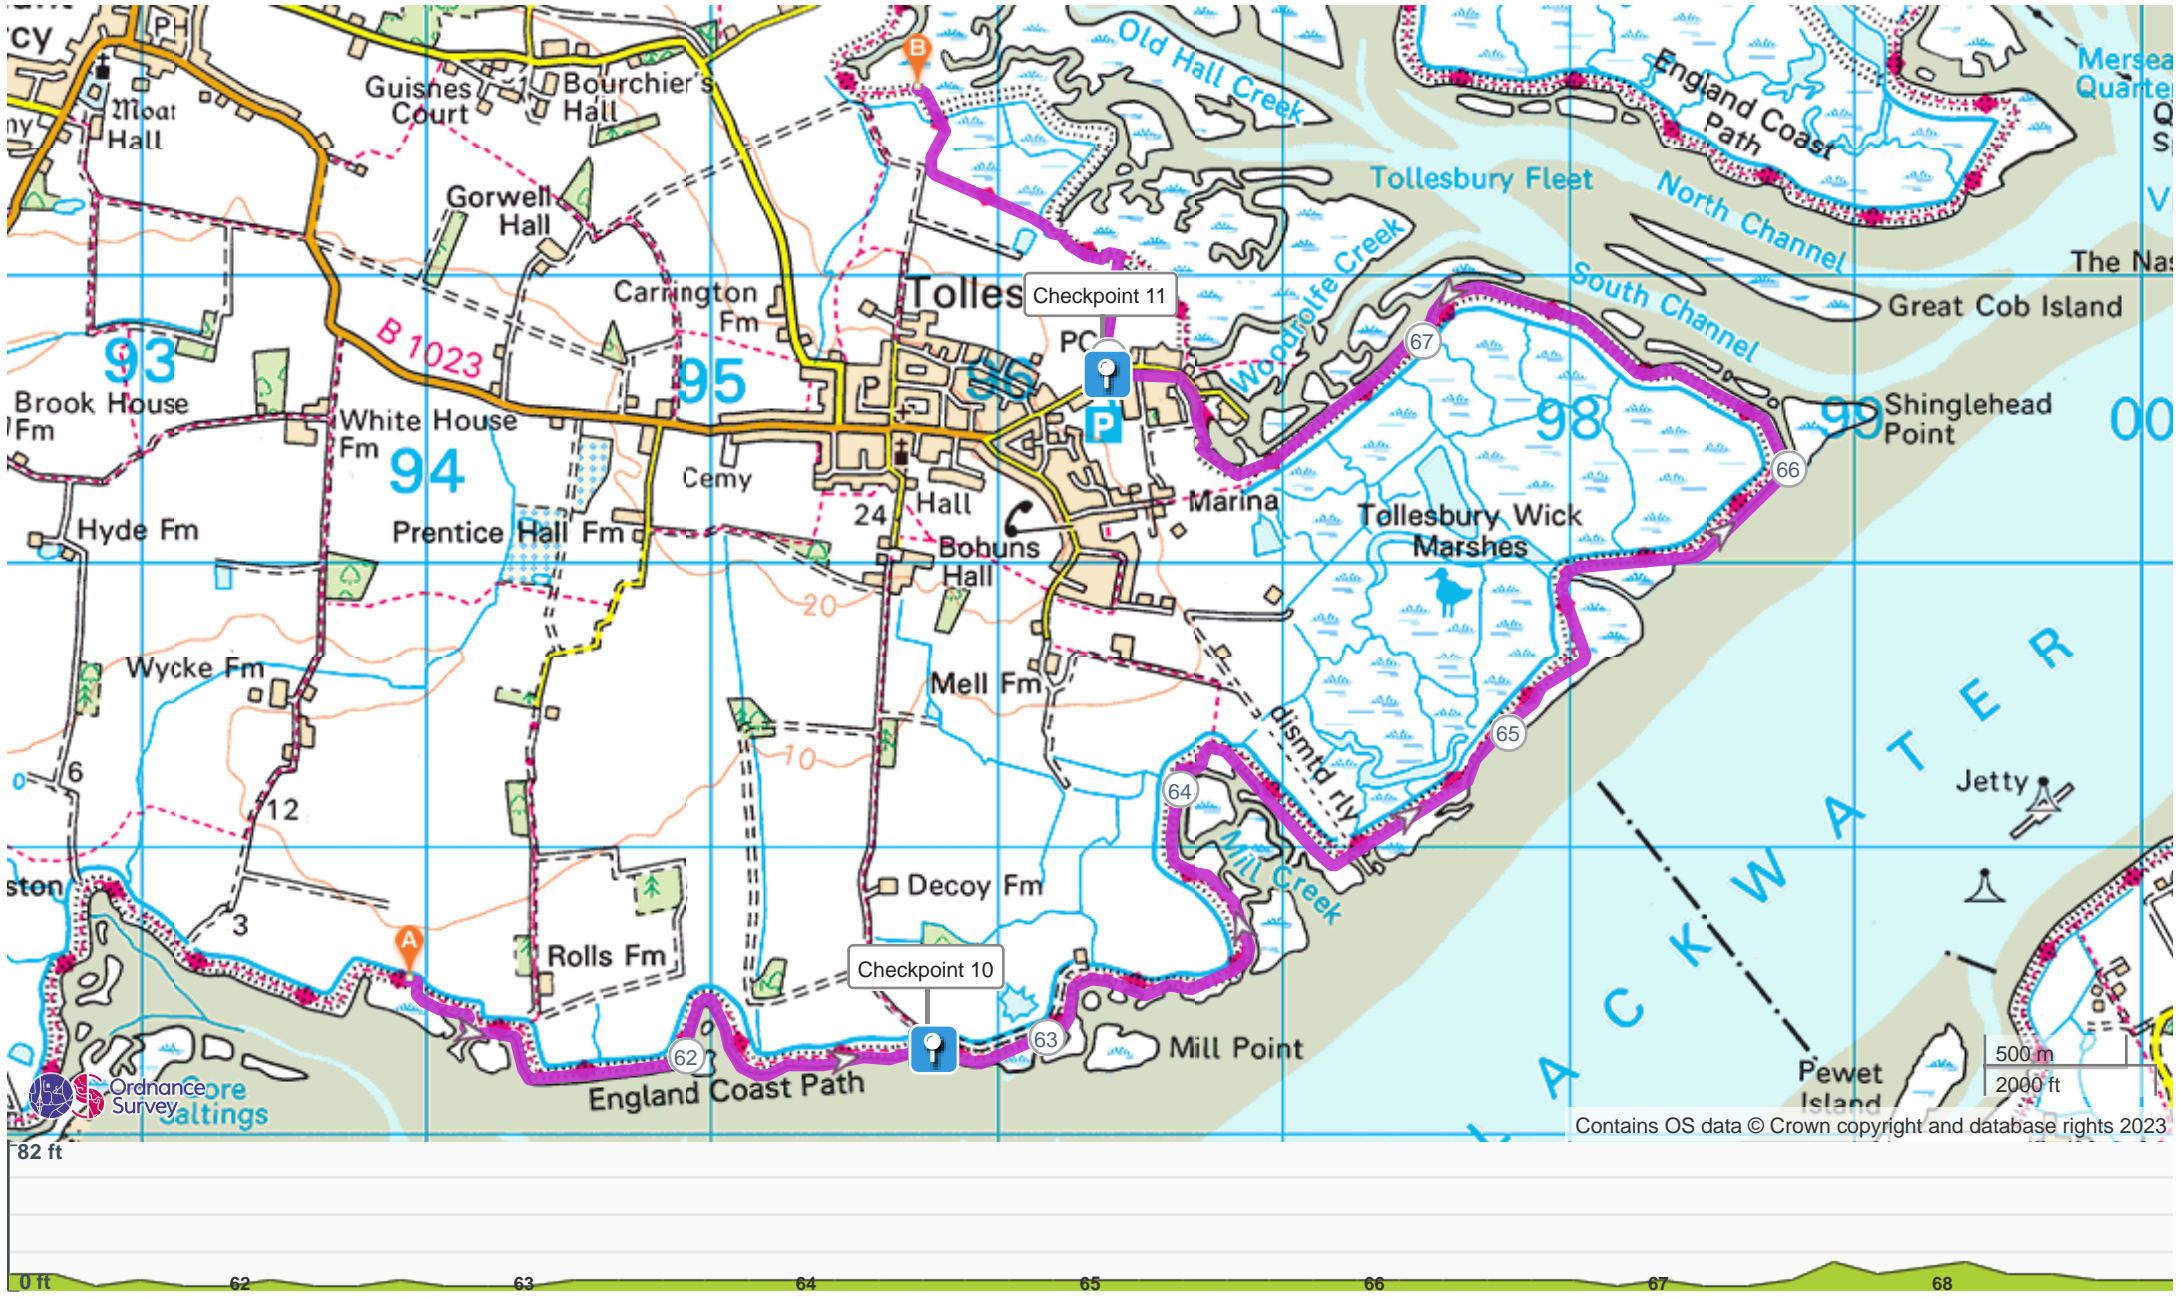 cy
PH
Moat
Hall
Guisnes
Court
Bourchier's
Hall
B
Old Hall Creek
England Coast
Path
Mersea
Quarte
Tollesbury Fleet
North Channel
Gorwell
Hall
Woodrolfe Creek
South Channel
The Nas
Great Cob Island
Carrington
Fm
Tolles
Checkpoint 11
PC
B 1023
93
95
96
67
Brook House
Fm
White House
Fm
94
P
P
98
99
Shinglehead
Point
00
66
Cemy
Hall
24
Marina
Hyde Fm
Prentice Hall Fm
Bohuns
Hall
Tollesbury Wick
Marshes
20
Wycke Fm
Mell Fm
dismtd rly
65
6
10
12
64
Jetty
Mill Creek
ston
Decoy Fm
3
A
Rolls Fm
Checkpoint 10
62
63
Mill Point
England Coast Path
L A C K W A T E R
Pewet
Island
500 m
2000 ft
Ordnance
Survey
Gore
Saltings
Contains OS data © Crown copyright and database rights 2023
82 ft
0 ft
62
63
64
65
66
67
68